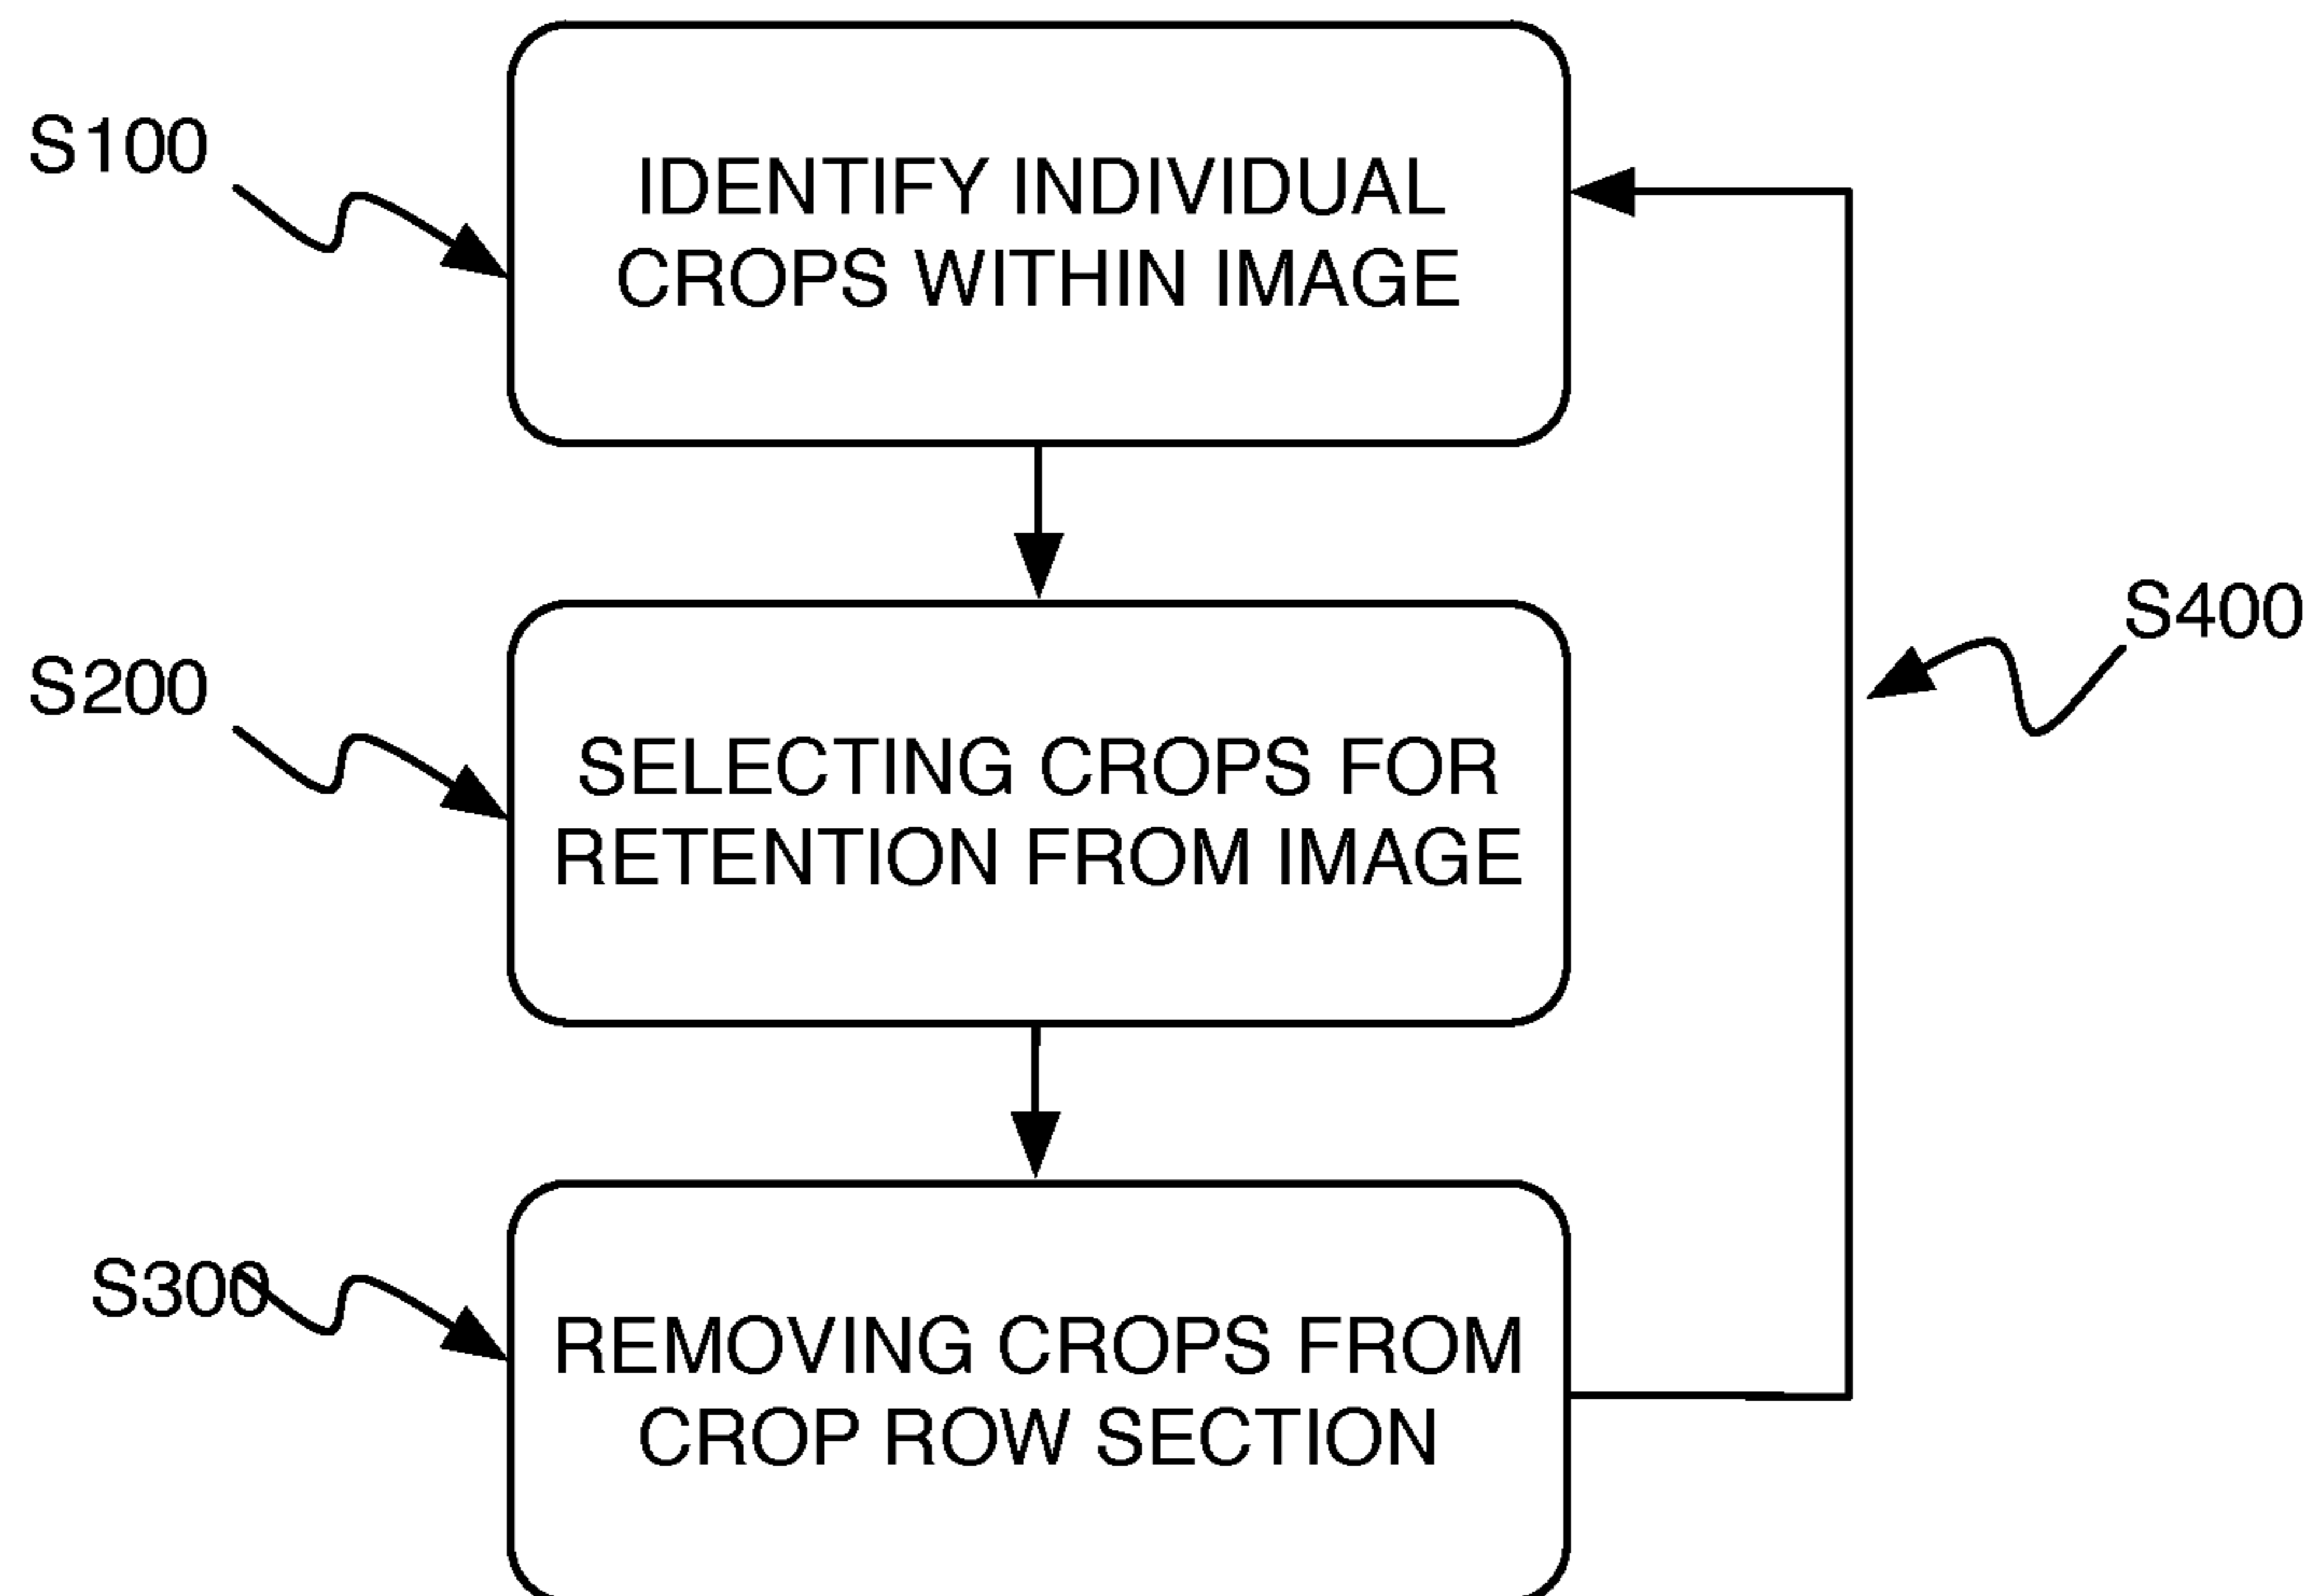 S100
IDENTIFY INDIVIDUAL
CROPS WITHIN IMAGE
S400
S200
SELECTING CROPS FOR
RETENTION FROM IMAGE
S300
REMOVING CROPS FROM
CROP ROW SECTION